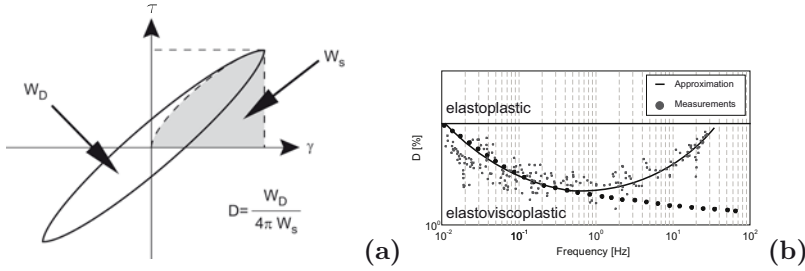 τ
W_s
W_D
γ
D= W_D / 4π W_s
(a)
Approximation
Measurements
elastoplastic
D [%]
elastoviscoplastic
10^0
10^-2 10^-1 10^0 10^1 10^2
Frequency [Hz]
(b)